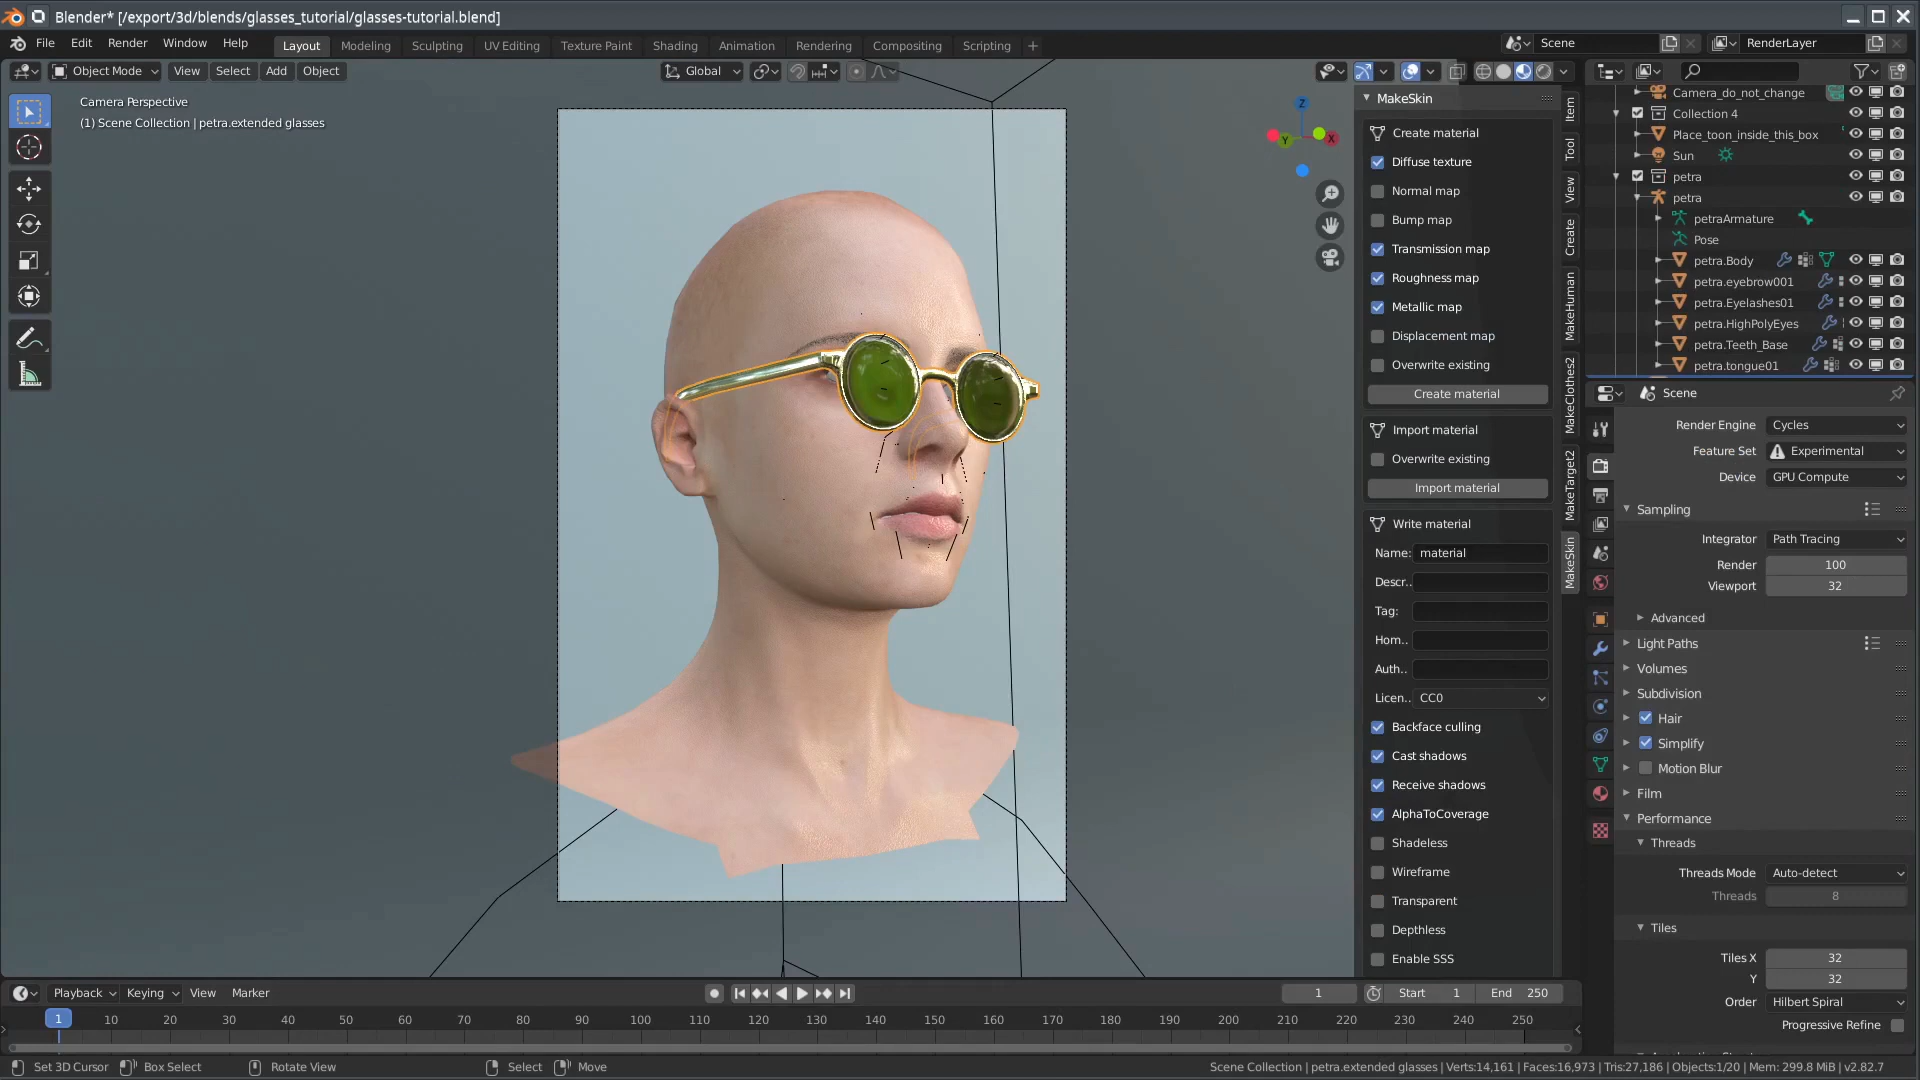 Blender* [/export/3d/blends/glasses_tutorial/glasses-tutorial.blend]
File Edit Render Window Help Layout Modeling Sculpting UV Editing Texture Paint Shading Animation Rendering Compositing Scripting + Scene RenderLayer
Object Mode View Select Add Object Global
Camera Perspective
(1) Scene Collection | petra.extended glasses
Z
Y
X
MakeSkin
Create material
Diffuse texture
Normal map
Bump map
Transmission map
Roughness map
Metallic map
Displacement map
Overwrite existing
Create material
Import material
Overwrite existing
Import material
Write material
Name: material
Descr..
Tag:
Hom..
Auth..
Licen.. CC0
Backface culling
Cast shadows
Receive shadows
AlphaToCoverage
Shadeless
Wireframe
Transparent
Depthless
Enable SSS
Item
Tool
View
Create
MakeHuman
MakeClothes2
MakeTarget2
MakeSkin
Camera_do_not_change
Collection 4
Place_toon_inside_this_box
Sun
petra
petra
petraArmature
Pose
petra.Body
petra.eyebrow001
petra.Eyelashes01
petra.HighPolyEyes
petra.Teeth_Base
petra.tongue01
Scene
Render Engine Cycles
Feature Set Experimental
Device GPU Compute
Sampling
Integrator Path Tracing
Render 100
Viewport 32
Advanced
Light Paths
Volumes
Subdivision
Hair
Simplify
Motion Blur
Film
Performance
Threads
Threads Mode Auto-detect
Threads 8
Tiles
Tiles X 32
Y 32
Order Hilbert Spiral
Progressive Refine
Playback Keying View Marker 1 Start 1 End 250
1 10 20 30 40 50 60 70 80 90 100 110 120 130 140 150 160 170 180 190 200 210 220 230 240 250
Set 3D Cursor Box Select Rotate View Select Move Scene Collection | petra.extended glasses | Verts:14,161 | Faces:16,973 | Tris:27,186 | Objects:1/20 | Mem: 299.8 MiB | v2.82.7